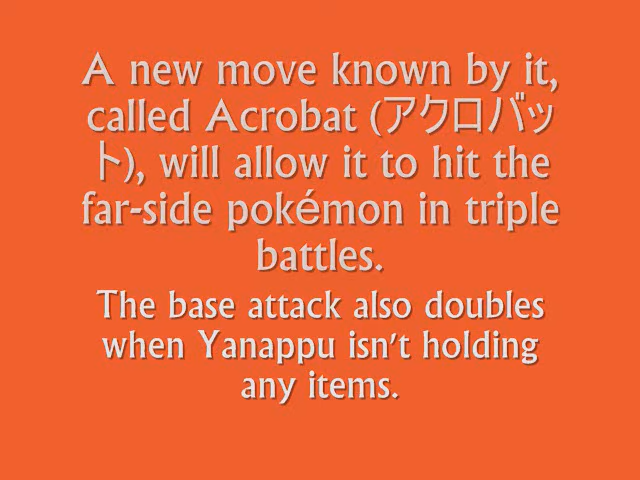 A new move known by it,
called Acrobat (アクロバッ
ト), will allow it to hit the
far-side pokémon in triple
battles.
The base attack also doubles
when Yanappu isn't holding
any items.